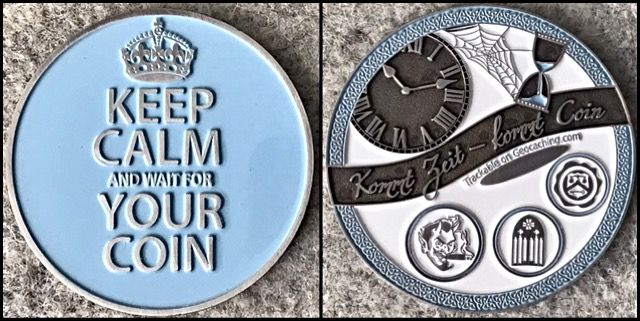 KEEP
CALM
AND WAIT FOR
YOUR
COIN
Kommt Zeit – kommt Coin
Trackable on Geocaching.com